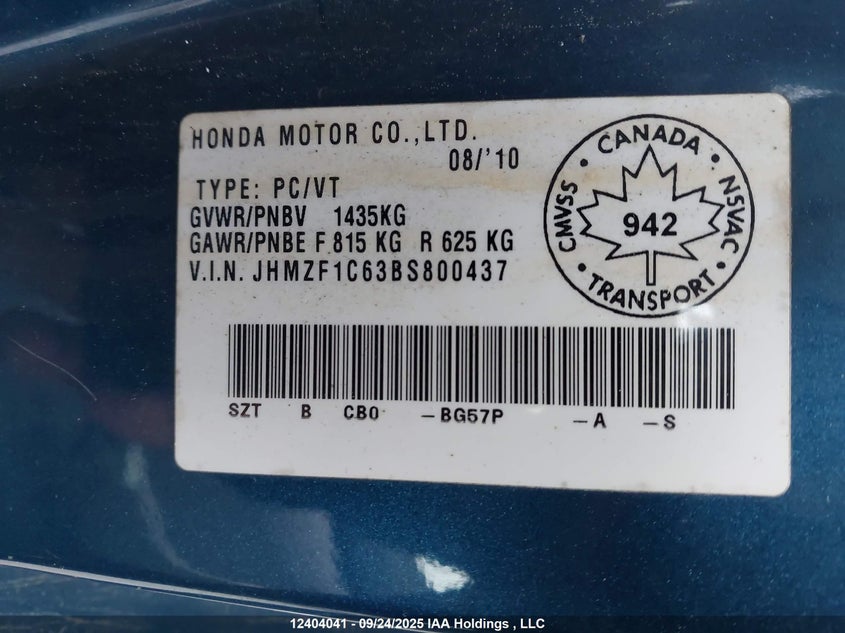 HONDA MOTOR CO.,LTD.
08/'10
TYPE: PC/VT
GVWR/PNBV 1435KG
GAWR/PNBE F 815 KG R 625 KG
V.I.N. JHMZF1C63BS800437
CANADA
CMVSS
942
NSVAC
TRANSPORT
SZT B CB0 -BG57P -A -S
12404041 - 09/24/2025 IAA Holdings , LLC